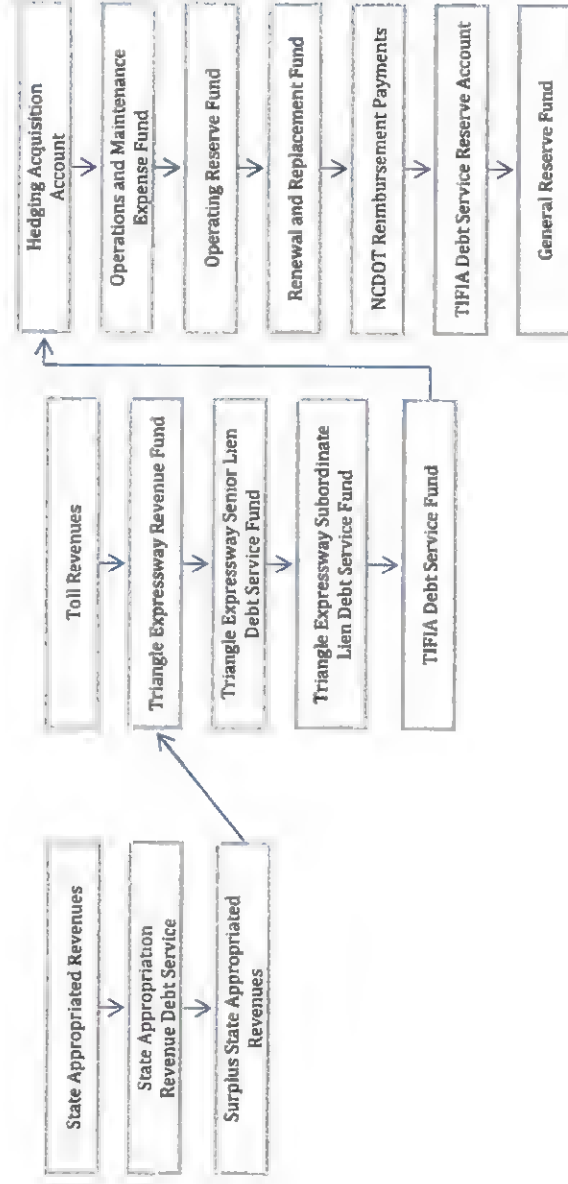 State Appropriated Revenues
State Appropriation
Revenue Debt Service
Surplus State Appropriated
Revenues
Toll Revenues
Triangle Expressway Revenue Fund
Triangle Expressway Senior Lien
Debt Service Fund
Triangle Expressway Subordinate
Lien Debt Service Fund
TIFIA Debt Service Fund
Hedging Acquisition
Account
Operations and Maintenance
Expense Fund
Operating Reserve Fund
Renewal and Replacement Fund
NCDOT Reimbursement Payments
TIFIA Debt Service Reserve Account
General Reserve Fund